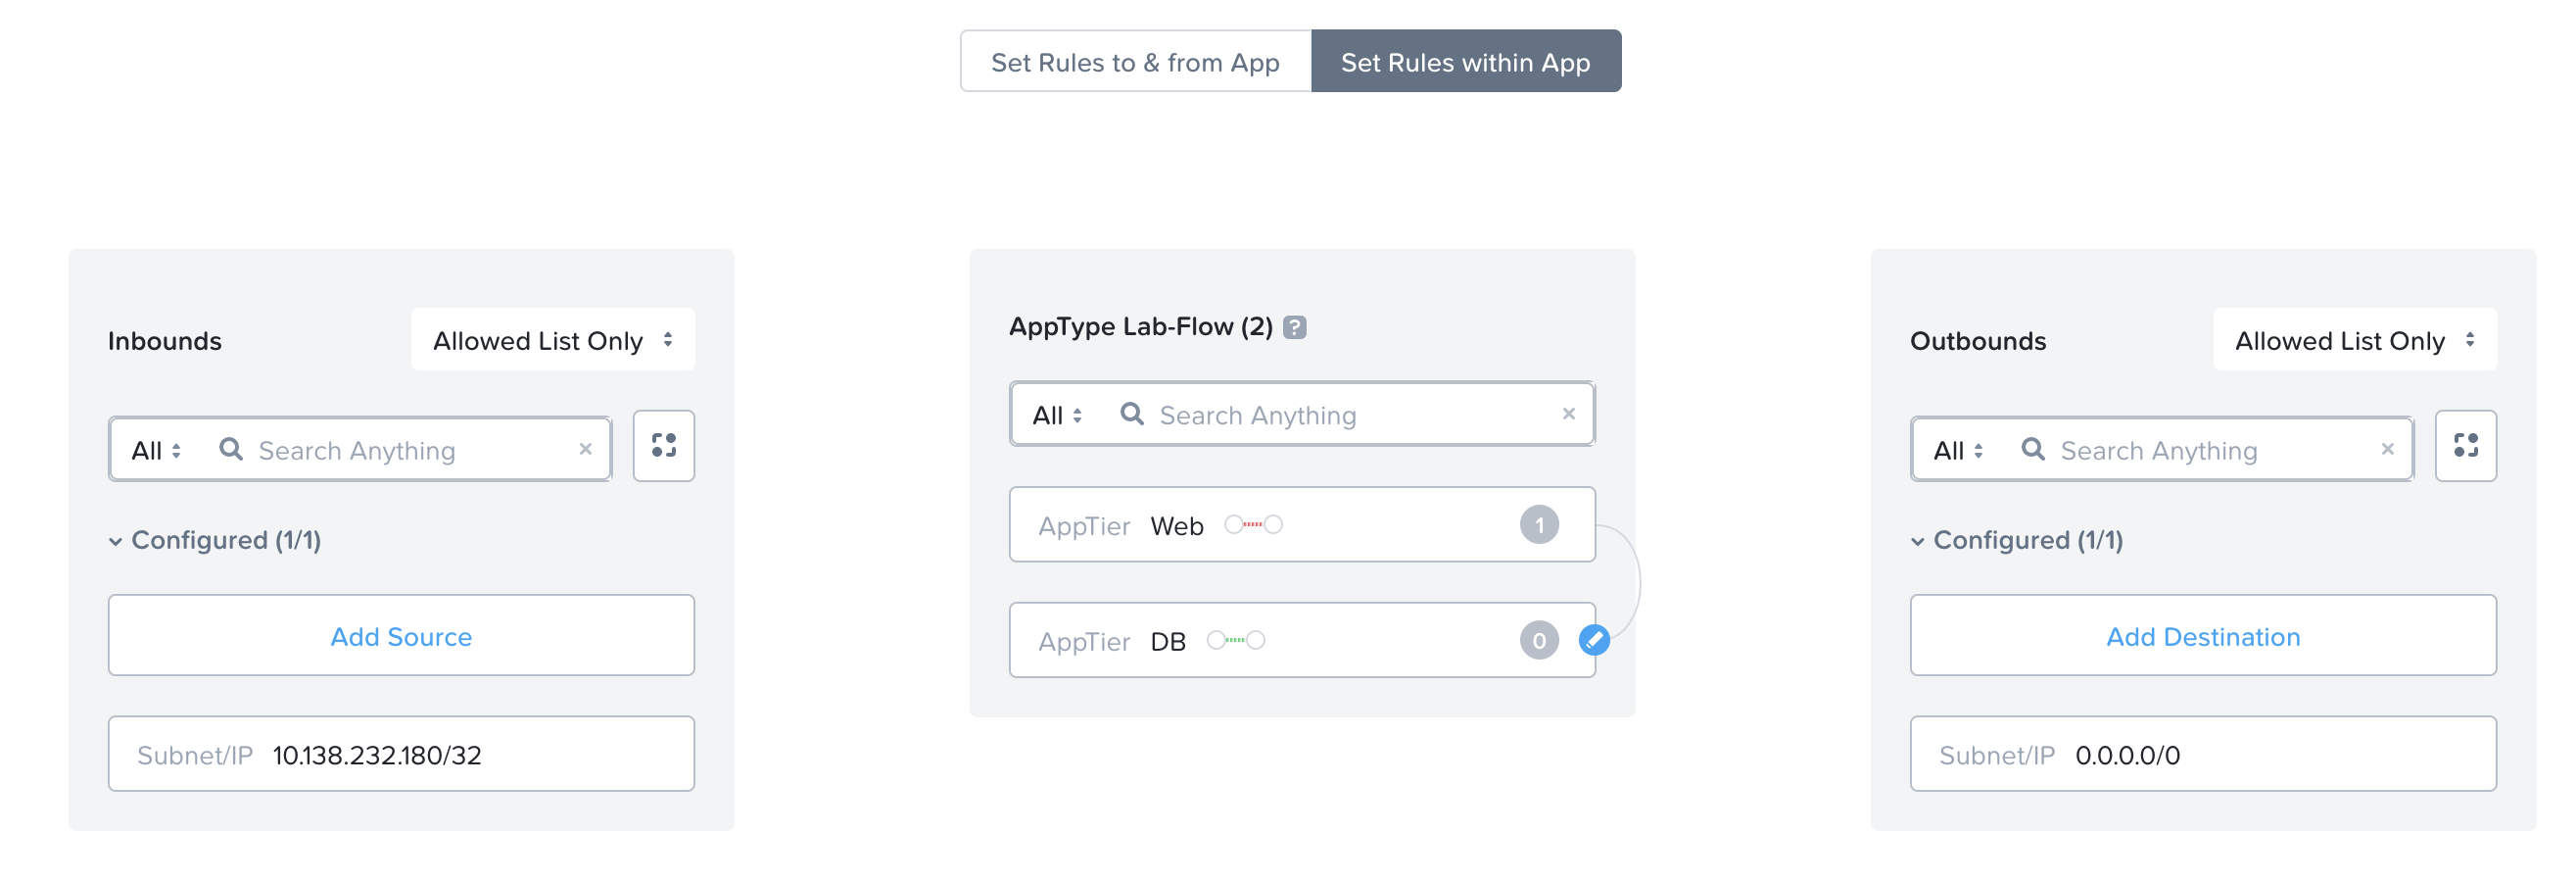 Set Rules to & from App
Set Rules within App
Inbounds
Allowed List Only
All
Search Anything
Configured (1/1)
Add Source
Subnet/IP 10.138.232.180/32
AppType Lab-Flow (2) ?
All
Search Anything
AppTier Web 1
AppTier DB 0
Outbounds
Allowed List Only
All
Search Anything
Configured (1/1)
Add Destination
Subnet/IP 0.0.0.0/0